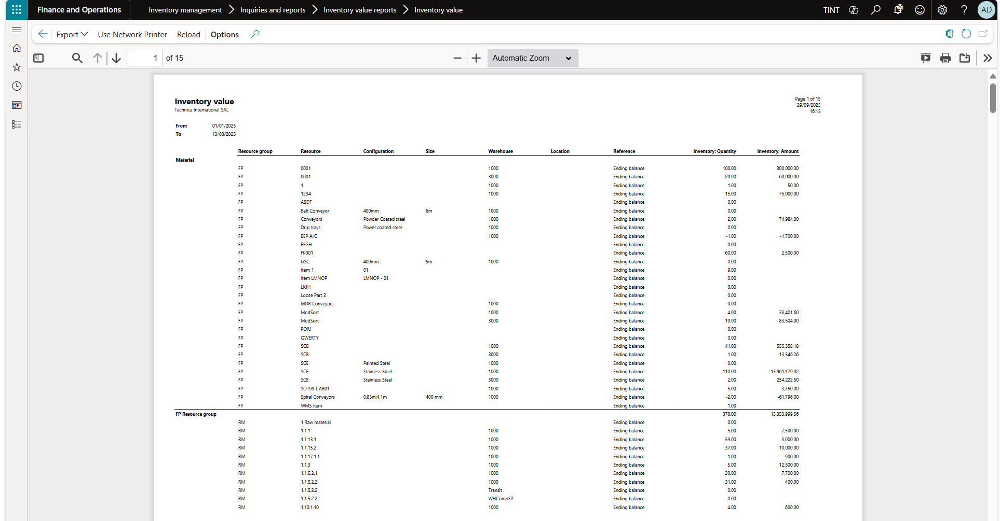 Finance and Operations Inventory management Inquiries and reports Inventory value reports Inventory value TINT AD
Export Use Network Printer Reload Options
1 of 15 Automatic Zoom
Inventory value
Technica International SAL
Page 1 of 15
29/09/2025
16:15
From 01/01/2025
To 13/08/2025
Resource group Resource Configuration Size Warehouse Location Reference Inventory: Quantity Inventory: Amount
Material
FP 0001 1000 Ending balance 100.00 300,000.00
FP 0001 3000 Ending balance 20.00 60,000.00
FP 1 1000 Ending balance 1.00 50.00
FP 1234 1000 Ending balance 15.00 75,000.00
FP ASDF Ending balance 0.00
FP Belt Conveyor 400mm 6m 1000 Ending balance 0.00
FP Conveyors Powder Coated steel 1000 Ending balance 2.00 74,984.00
FP Drip trays Power coated steel 1000 Ending balance 0.00
FP EEP A/C 1000 Ending balance -1.00 -1,700.00
FP EFGH Ending balance 0.00
FP FP001 Ending balance 60.00 2,500.00
FP GSC 400mm 5m 1000 Ending balance 0.00
FP Item 1 01 Ending balance 9.00
FP Item LMNOP LMNOP - 01 Ending balance 0.00
FP LKJH Ending balance 0.00
FP Loose Part 2 Ending balance 0.00
FP MDR Conveyors 1000 Ending balance 0.00
FP ModSort 1000 Ending balance 4.00 33,401.60
FP ModSort 3000 Ending balance 10.00 83,504.00
FP POIU Ending balance 0.00
FP QWERTY Ending balance 0.00
FP SCB 1000 Ending balance 41.00 555,358.18
FP SCB 3000 Ending balance 1.00 13,546.26
FP SCE Painted Steel 1000 Ending balance 0.00
FP SCE Stainless Steel 1000 Ending balance 110.00 13,961,179.02
FP SCE Stainless Steel 3000 Ending balance 2.00 254,222.50
FP SOT99-CAB01 1000 Ending balance 5.00 3,750.00
FP Spiral Conveyors 0.85m:4.1m 400 mm 1000 Ending balance -2.00 -61,796.00
FP WMS item Ending balance 1.00
FP Resource group 378.00 15,353,999.56
RM 1 Raw material Ending balance 0.00
RM 1.1.1 1000 Ending balance 5.00 7,500.00
RM 1.1.13.1 1000 Ending balance 59.00 3,000.00
RM 1.1.15.2 1000 Ending balance 37.00 10,000.00
RM 1.1.17.1.1 1000 Ending balance 1.00 900.00
RM 1.1.3 1000 Ending balance 5.00 12,500.00
RM 1.1.5.2.1 1000 Ending balance 30.00 7,700.00
RM 1.1.5.2.2 1000 Ending balance 31.00 400.00
RM 1.1.5.2.2 Transit Ending balance 0.00
RM 1.1.5.2.2 WHCompSP Ending balance 0.00
RM 1.10.1.10 1000 Ending balance 4.00 600.00